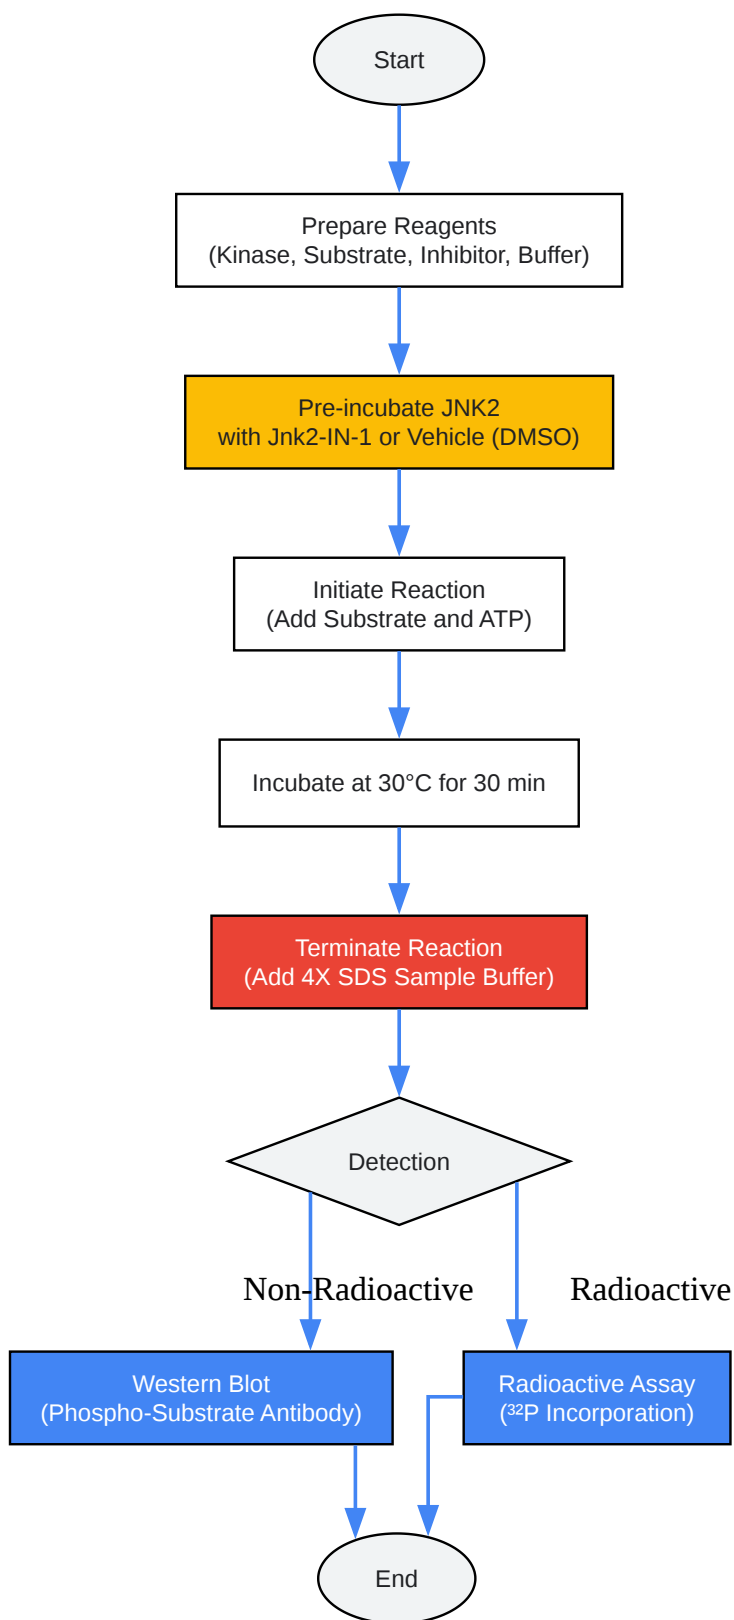 Start
Prepare Reagents
(Kinase, Substrate, Inhibitor, Buffer)
Pre-incubate JNK2
with Jnk2-IN-1 or Vehicle (DMSO)
Initiate Reaction
(Add Substrate and ATP)
Incubate at 30°C for 30 min
Terminate Reaction
(Add 4X SDS Sample Buffer)
Detection
Non-Radioactive
Radioactive
Western Blot
(Phospho-Substrate Antibody)
Radioactive Assay
(³²P Incorporation)
End